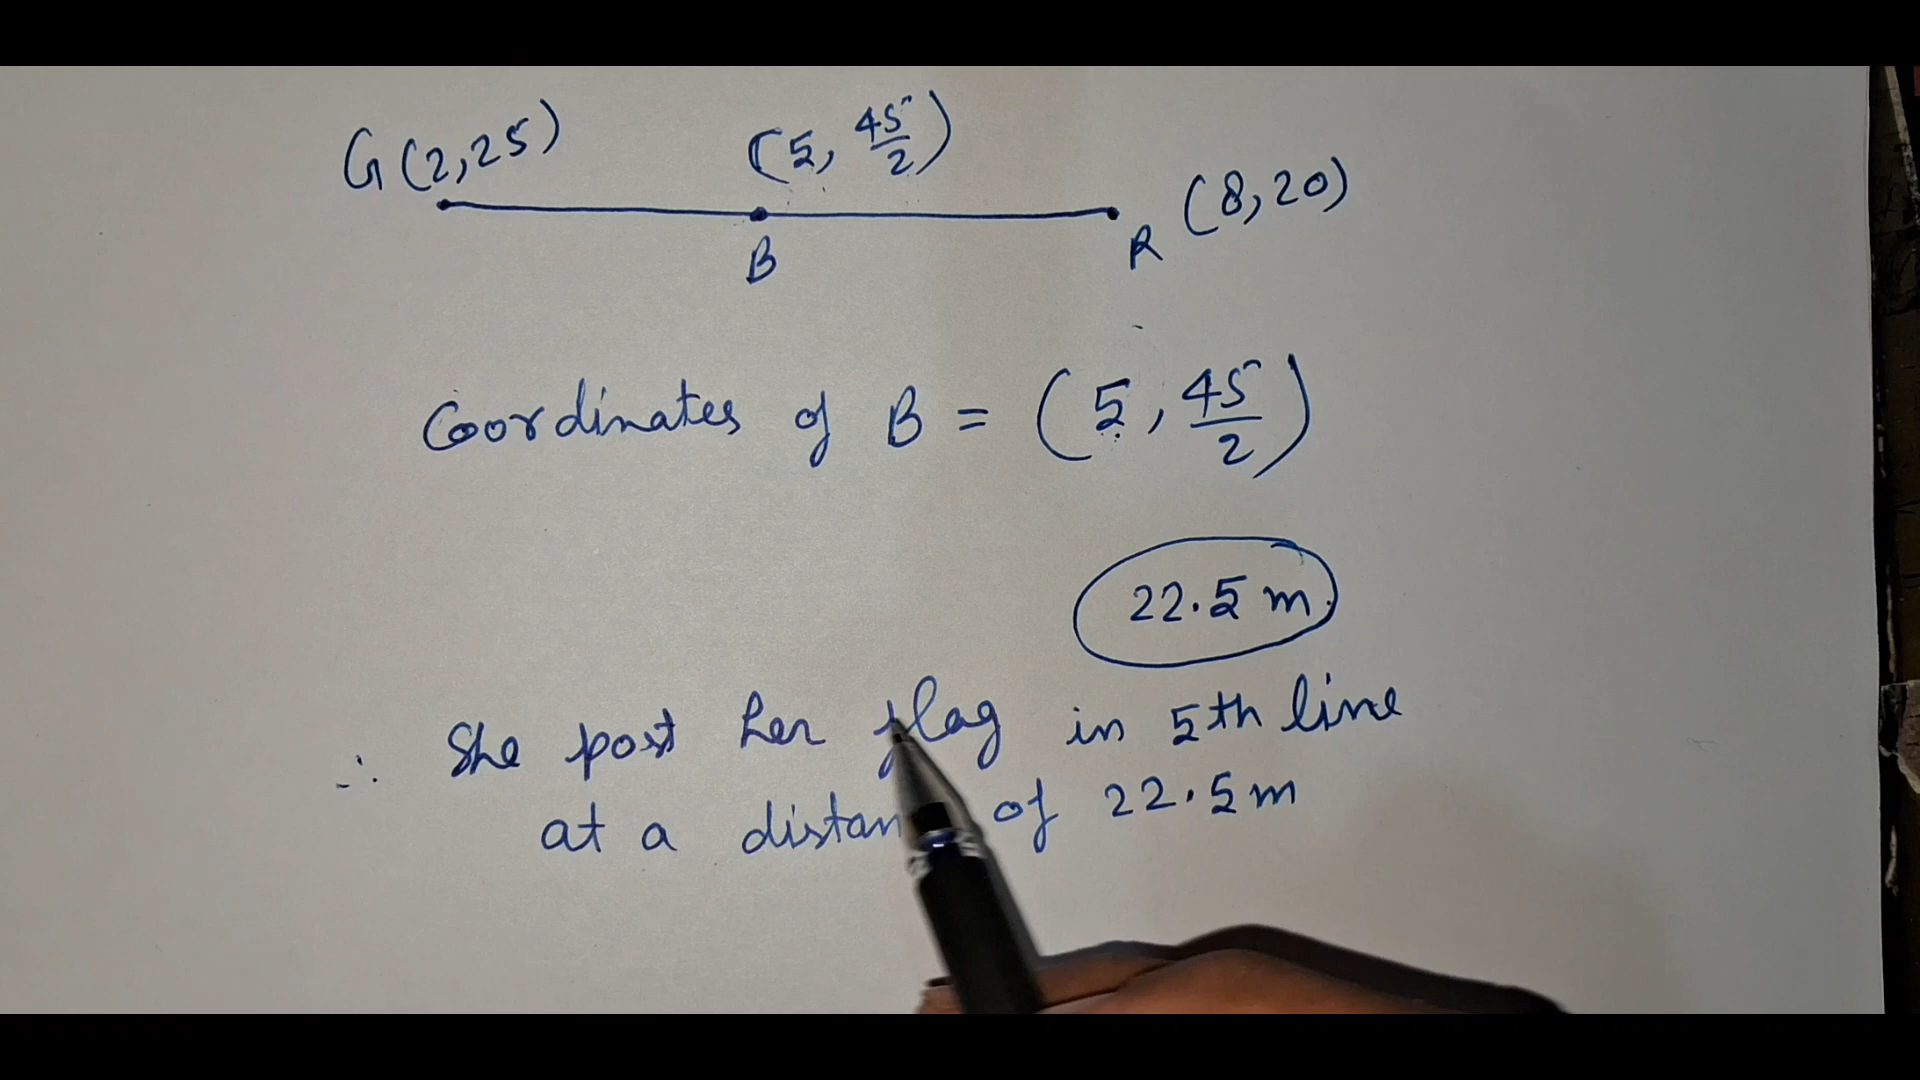 G(2,25) (5, 45/2) R (8,20)
B
Coordinates of B = (5, 45/2)
22.5 m.
∴ She post her flag in 5th line
at a distan of 22.5m